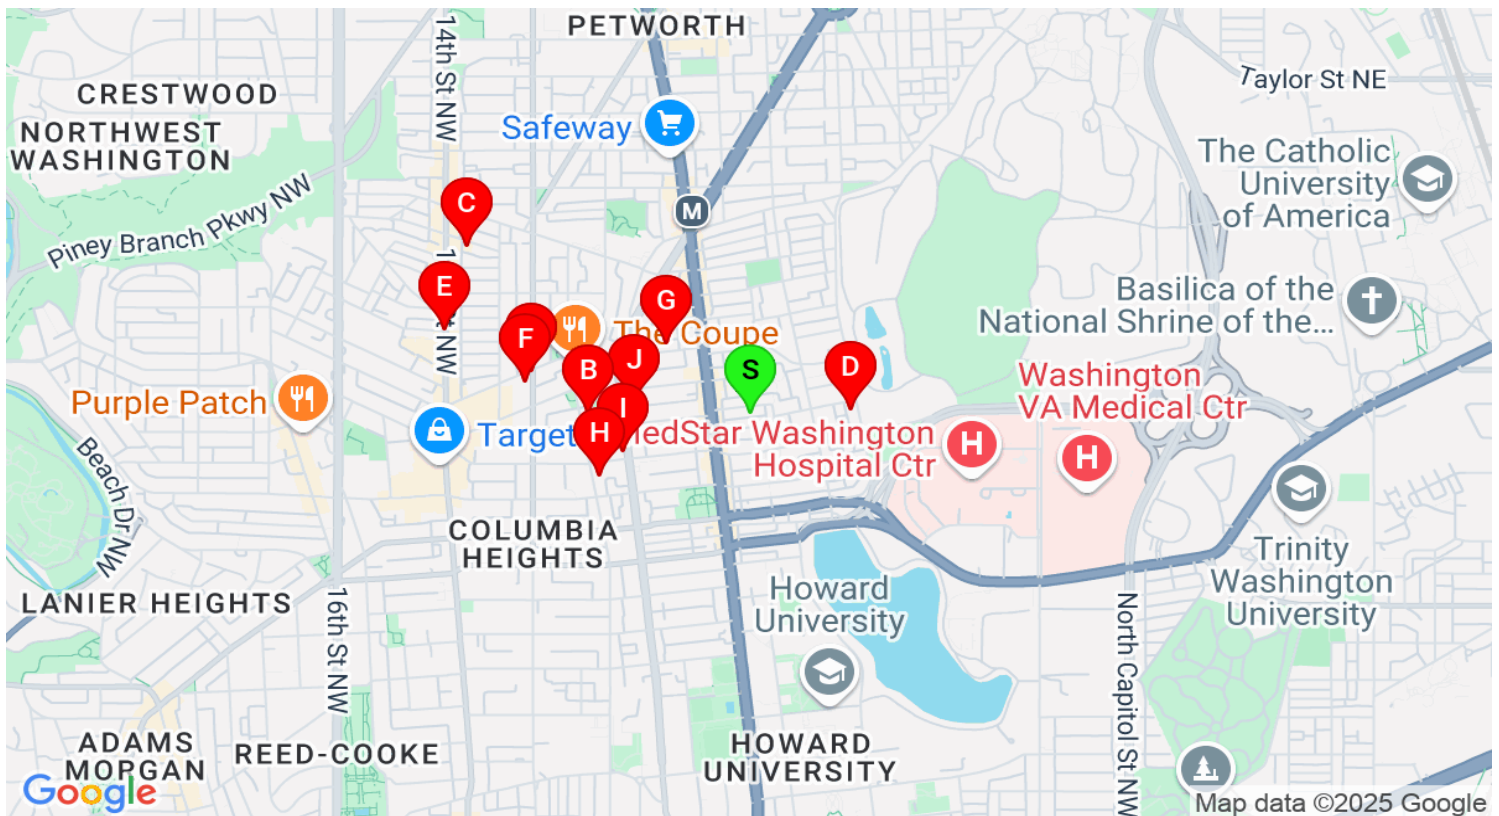 PETWORTH
14th St NW
CRESTWOOD
Taylor St NE
NORTHWEST
WASHINGTON
Safeway
M
The Catholic
University
of America
Piney Branch Pkwy NW
C
E
St NW
G
Basilica of the
National Shrine of the...
The Coupe
F
B
J
S
D
Purple Patch
Washington
VA Medical Ctr
I
H
Target
MedStar Washington
Hospital Ctr
H
H
Beach Dr NW
COLUMBIA
HEIGHTS
Trinity
Washington
University
Howard
University
LANIER HEIGHTS
16th St NW
North Capitol St NW
ADAMS
MORGAN
REED-COOKE
HOWARD
UNIVERSITY
Google
Map data ©2025 Google